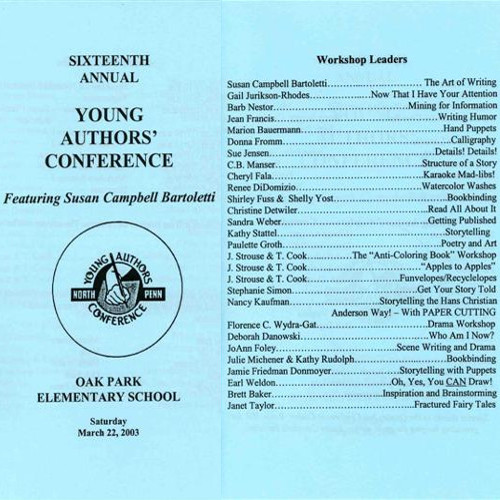 SIXTEENTH
ANNUAL
YOUNG
AUTHORS'
CONFERENCE
Featuring Susan Campbell Bartoletti
YOUNG AUTHORS
NORTH PENN
CONFERENCE
OAK PARK
ELEMENTARY SCHOOL
Saturday
March 22, 2003
Workshop Leaders
Susan Campbell Bartoletti.......................The Art of Writing
Gail Jurikson-Rhodes...............Now That I Have Your Attention
Barb Nestor.................................Mining for Information
Jean Francis........................................Writing Humor
Marion Bauermann....................................Hand Puppets
Donna Fromm..........................................Calligraphy
Sue Jensen......................................Details! Details!
C.B. Manser..................................Structure of a Story
Cheryl Fala....................................Karaoke Mad-libs!
Renee DiDomizio................................Watercolor Washes
Shirley Fuss & Shelly Yost...........................Bookbinding
Christine Detwiler.............................Read All About It
Sandra Weber...................................Getting Published
Kathy Stattel.......................................Storytelling
Paulette Groth....................................Poetry and Art
J. Strouse & T. Cook..........The "Anti-Coloring Book" Workshop
J. Strouse & T. Cook.........................."Apples to Apples"
J. Strouse & T. Cook.....................Funvelopes/Recyclelopes
Stephanie Simon..............................Get Your Story Told
Nancy Kaufman....................Storytelling the Hans Christian
Anderson Way! – With PAPER CUTTING
Florence C. Wydra-Gat.............................Drama Workshop
Deborah Danowski....................................Who Am I Now?
JoAnn Foley...............................Scene Writing and Drama
Julie Michener & Kathy Rudolph.......................Bookbinding
Jamie Friedman Donmoyer.................Storytelling with Puppets
Earl Weldon................................Oh, Yes, You CAN Draw!
Brett Baker........................Inspiration and Brainstorming
Janet Taylor.............................Fractured Fairy Tales